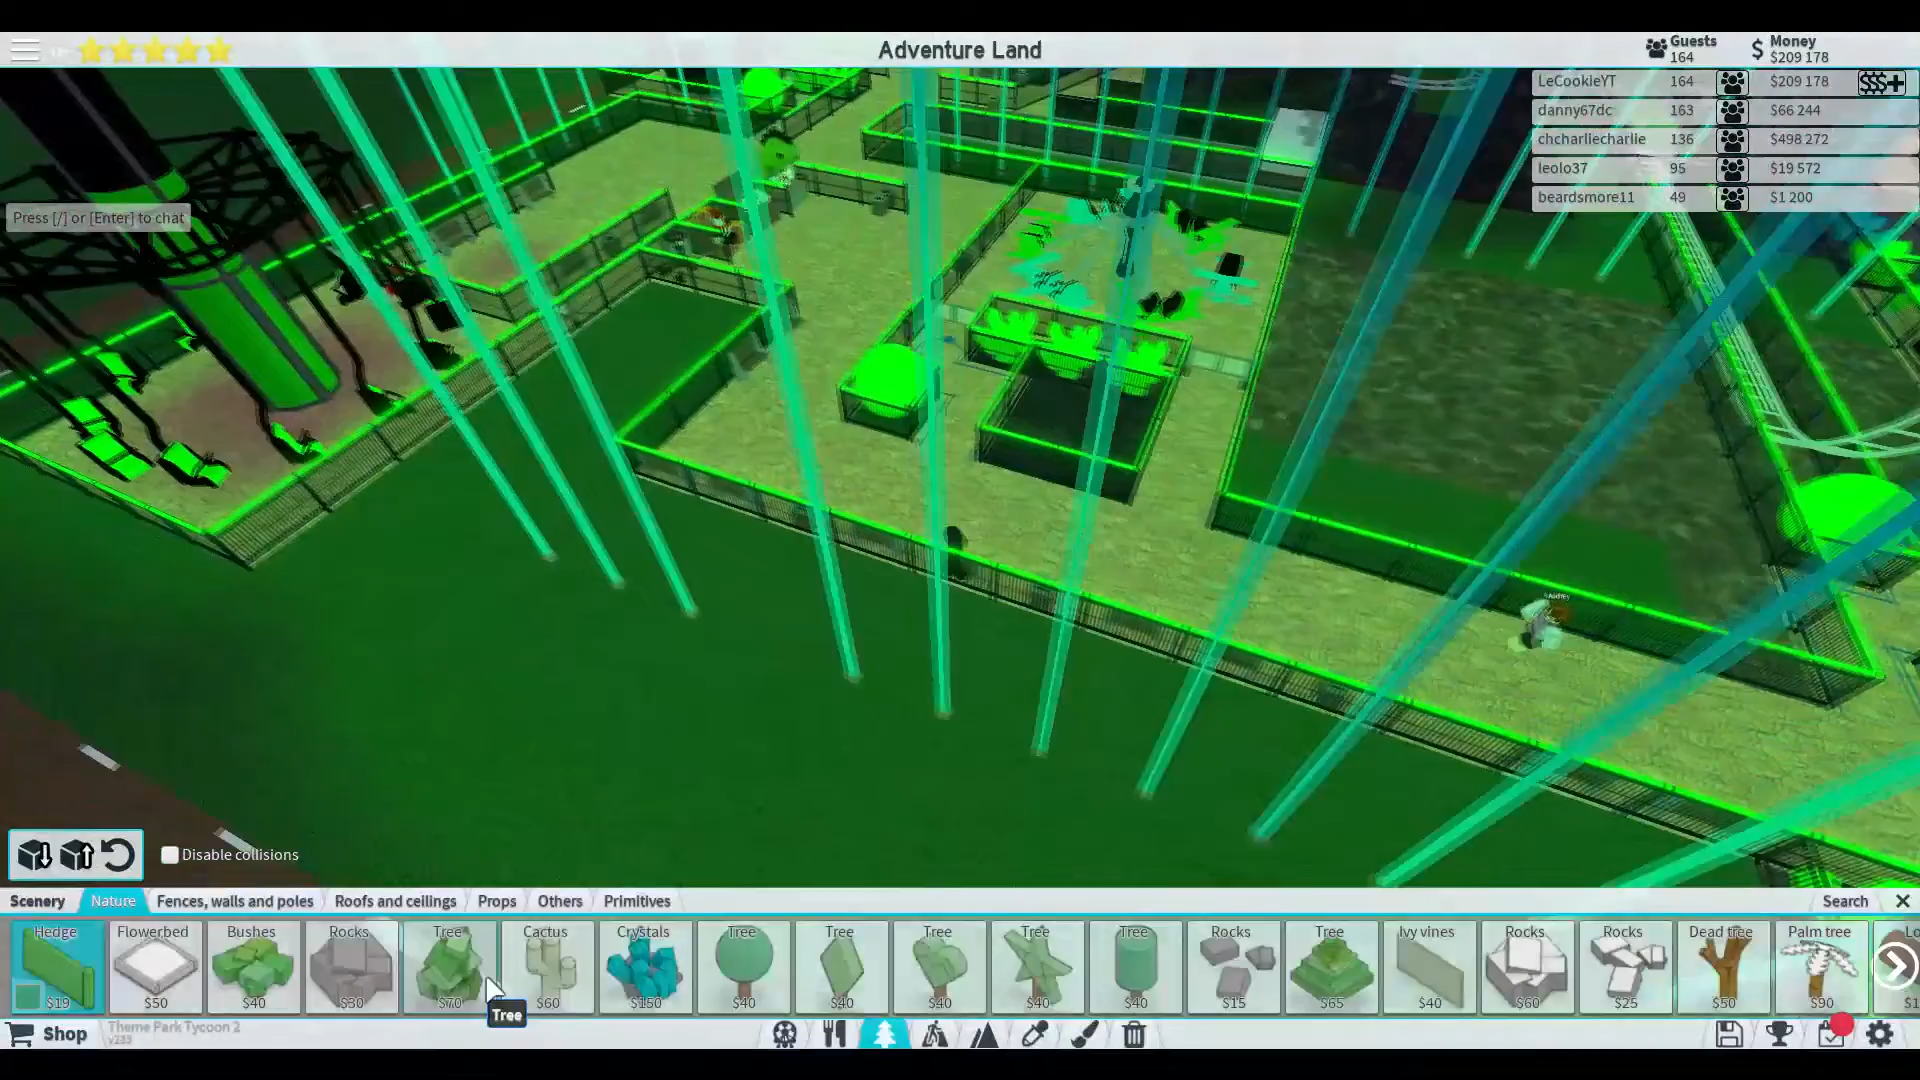 Adventure Land
Guests
164
Money
$209 178
LeCookieYT 164 $209 178 $$$+
danny67dc 163 $66 244
chcharliecharlie 136 $498 272
leolo37 95 $19 572
beardsmore11 49 $1 200
Press [/] or [Enter] to chat
Disable collisions
Scenery Nature Fences, walls and poles Roofs and ceilings Props Others Primitives Search
Hedge Flowerbed Bushes Rocks Tree Cactus Crystals Tree Tree Tree Tree Tree Rocks Tree Ivy vines Rocks Rocks Dead tree Palm tree Lo
$19 $50 $40 $30 $70 $60 $150 $40 $40 $40 $40 $40 $15 $65 $40 $60 $25 $50 $90 $1
Tree
Shop
Theme Park Tycoon 2
v233